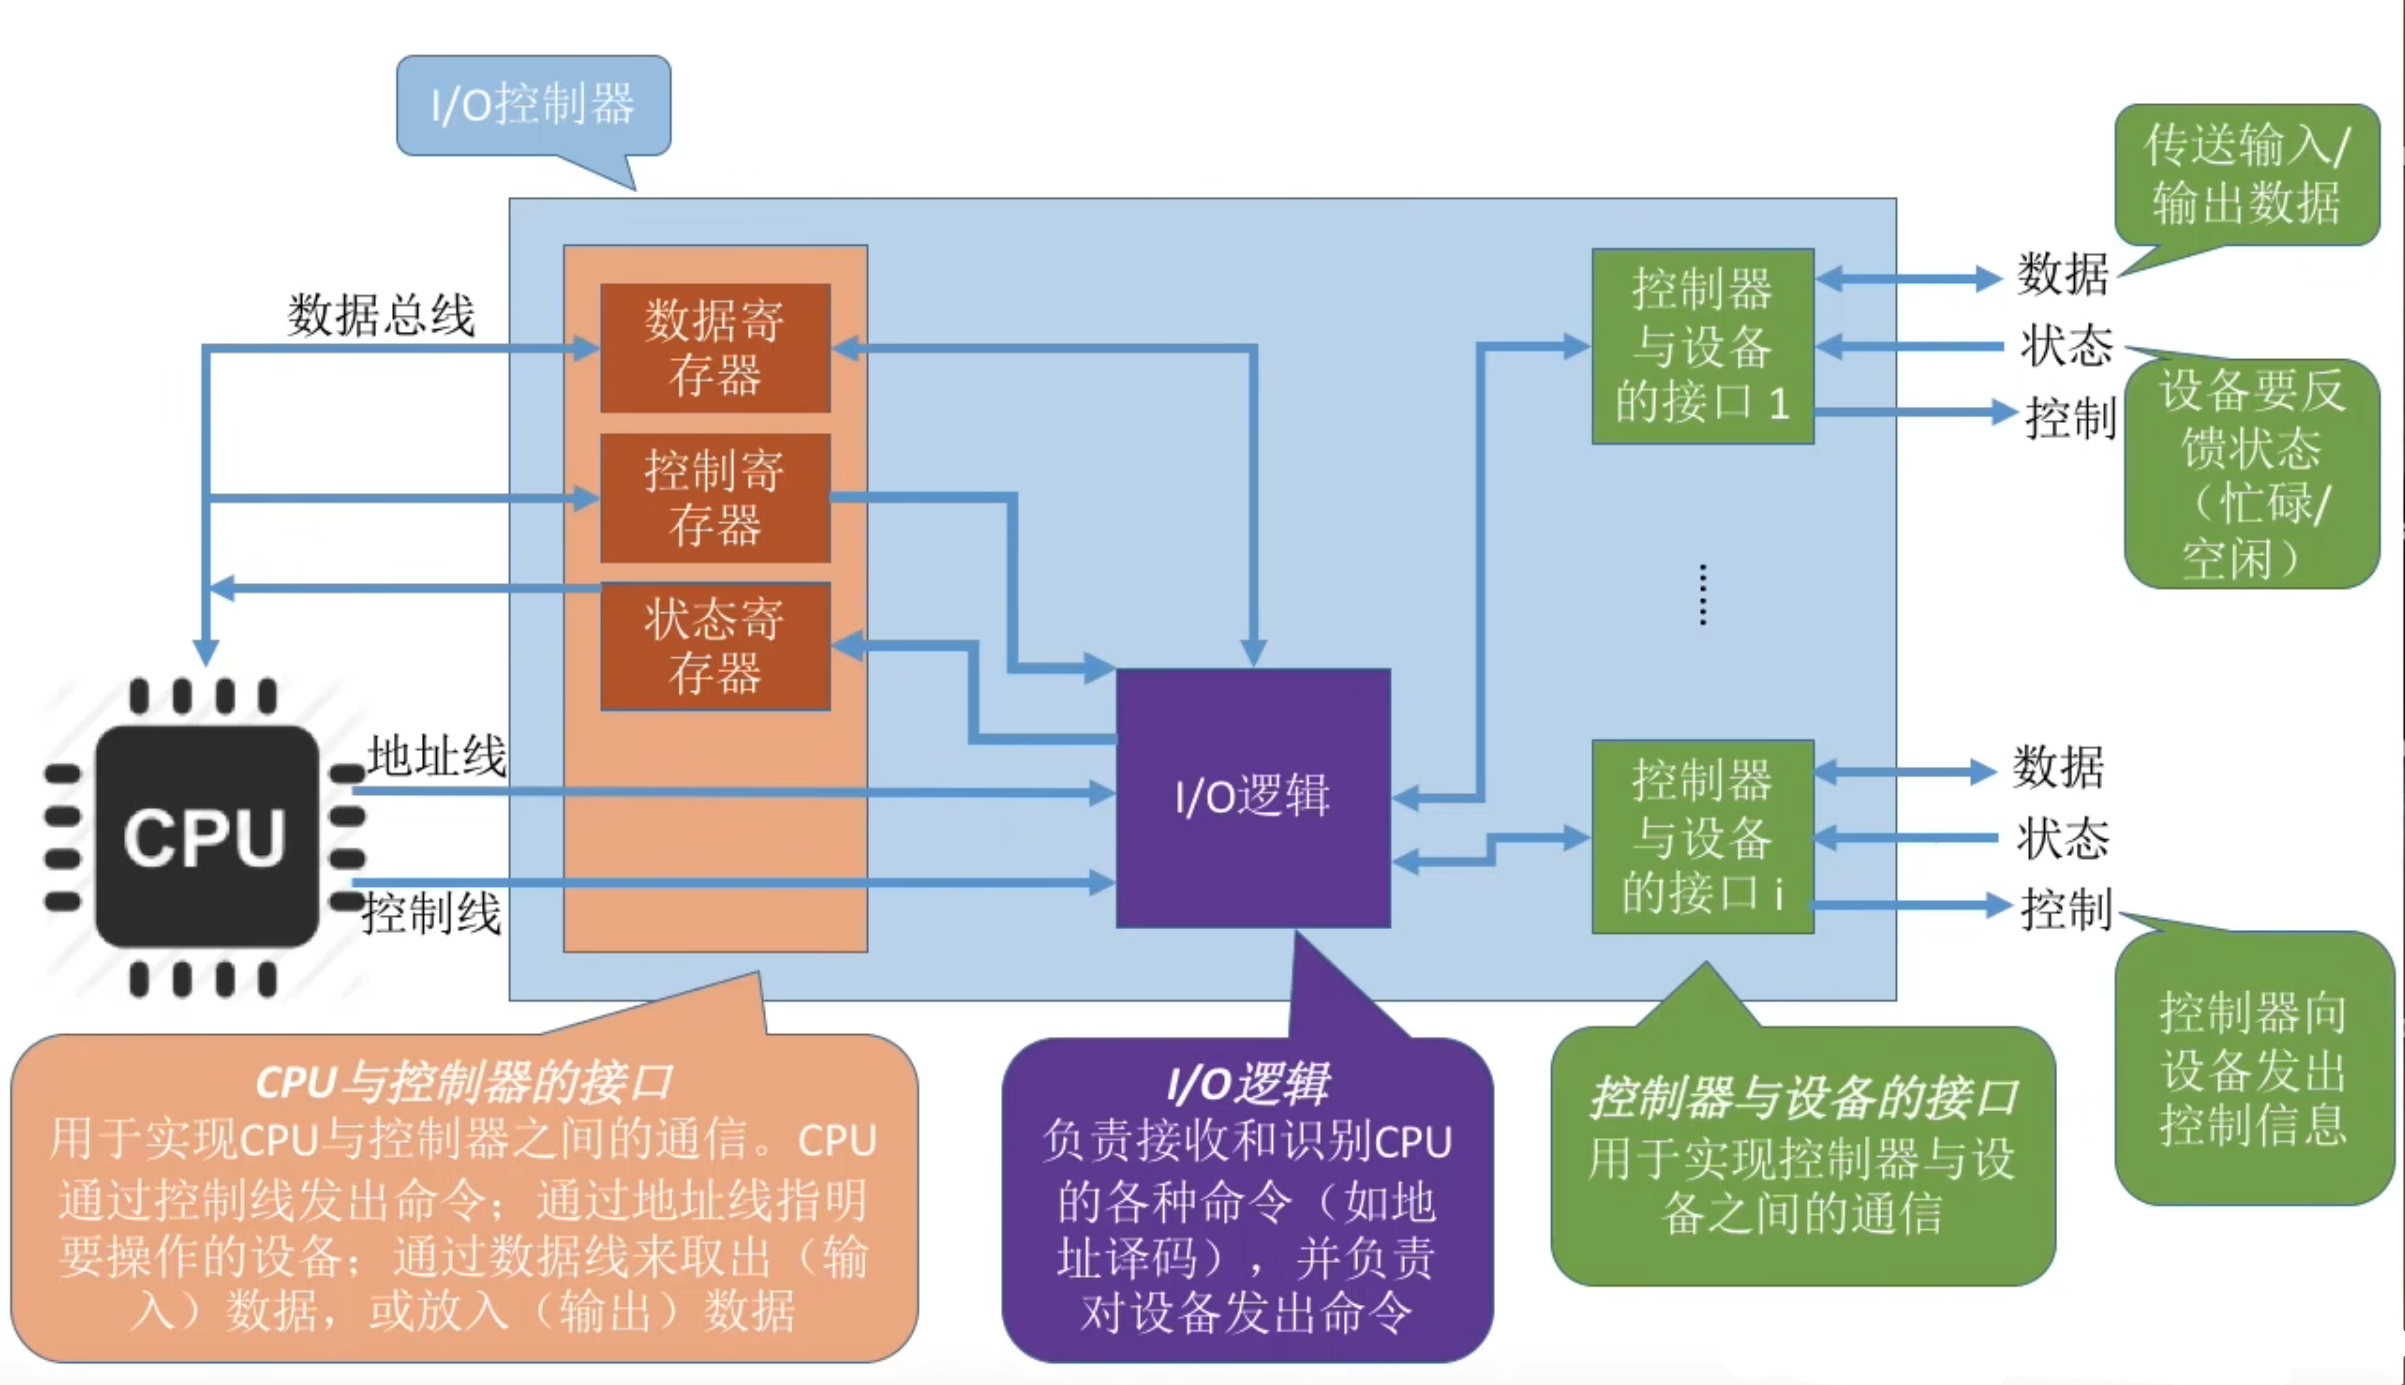 I/O控制器
传送输入/
输出数据
数据总线
数据寄
存器
控制寄
存器
状态寄
存器
控制器
与设备
的接口 1
数据
状态
控制
设备要反
馈状态
（忙碌/
空闲）
……
地址线
CPU
控制线
I/O逻辑
控制器
与设备
的接口 i
数据
状态
控制
控制器向
设备发出
控制信息
CPU与控制器的接口
用于实现CPU与控制器之间的通信。CPU
通过控制线发出命令；通过地址线指明
要操作的设备；通过数据线来取出（输
入）数据，或放入（输出）数据
I/O逻辑
负责接收和识别CPU
的各种命令（如地
址译码），并负责
对设备发出命令
控制器与设备的接口
用于实现控制器与设
备之间的通信